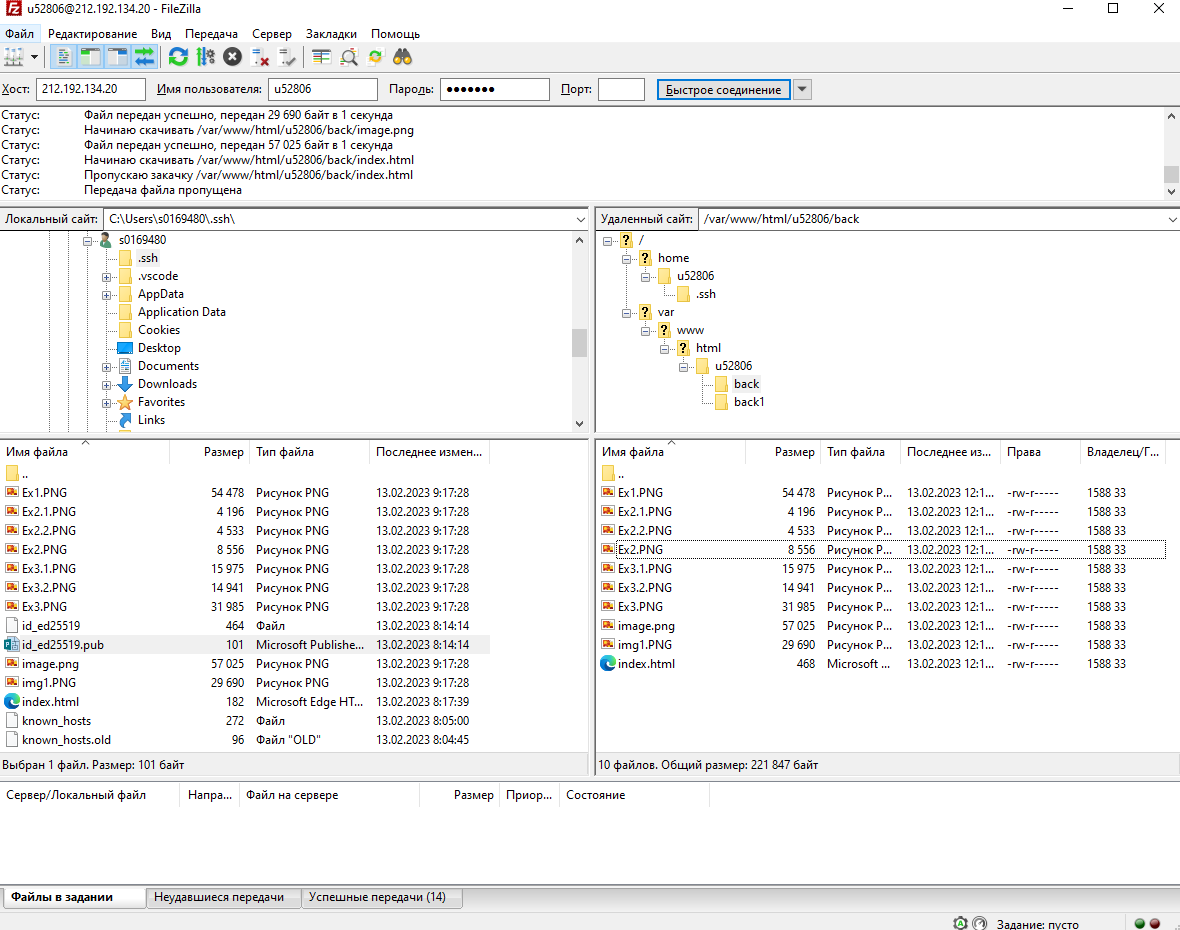 u52806@212.192.134.20 - FileZilla
Файл Редактирование Вид Передача Сервер Закладки Помощь
Хост: 212.192.134.20 Имя пользователя: u52806 Пароль: ●●●●●●● Порт: Быстрое соединение
Статус: Файл передан успешно, передан 29 690 байт в 1 секунда
Статус: Начинаю скачивать /var/www/html/u52806/back/image.png
Статус: Файл передан успешно, передан 57 025 байт в 1 секунда
Статус: Начинаю скачивать /var/www/html/u52806/back/index.html
Статус: Пропускаю закачку /var/www/html/u52806/back/index.html
Статус: Передача файла пропущена
Локальный сайт: C:\Users\s0169480\.ssh\
s0169480
.ssh
.vscode
AppData
Application Data
Cookies
Desktop
Documents
Downloads
Favorites
Links
Удаленный сайт: /var/www/html/u52806/back
/
home
u52806
.ssh
var
www
html
u52806
back
back1
Имя файла Размер Тип файла Последнее измен...
..
Ex1.PNG 54 478 Рисунок PNG 13.02.2023 9:17:28
Ex2.1.PNG 4 196 Рисунок PNG 13.02.2023 9:17:28
Ex2.2.PNG 4 533 Рисунок PNG 13.02.2023 9:17:28
Ex2.PNG 8 556 Рисунок PNG 13.02.2023 9:17:28
Ex3.1.PNG 15 975 Рисунок PNG 13.02.2023 9:17:28
Ex3.2.PNG 14 941 Рисунок PNG 13.02.2023 9:17:28
Ex3.PNG 31 985 Рисунок PNG 13.02.2023 9:17:28
id_ed25519 464 Файл 13.02.2023 8:14:14
id_ed25519.pub 101 Microsoft Publishe... 13.02.2023 8:14:14
image.png 57 025 Рисунок PNG 13.02.2023 9:17:28
img1.PNG 29 690 Рисунок PNG 13.02.2023 9:17:28
index.html 182 Microsoft Edge HT... 13.02.2023 8:17:39
known_hosts 272 Файл 13.02.2023 8:05:00
known_hosts.old 96 Файл "OLD" 13.02.2023 8:04:45
Выбран 1 файл. Размер: 101 байт
Имя файла Размер Тип файла Последнее из... Права Владелец/Г...
..
Ex1.PNG 54 478 Рисунок P... 13.02.2023 12:1... -rw-r----- 1588 33
Ex2.1.PNG 4 196 Рисунок P... 13.02.2023 12:1... -rw-r----- 1588 33
Ex2.2.PNG 4 533 Рисунок P... 13.02.2023 12:1... -rw-r----- 1588 33
Ex2.PNG 8 556 Рисунок P... 13.02.2023 12:1... -rw-r----- 1588 33
Ex3.1.PNG 15 975 Рисунок P... 13.02.2023 12:1... -rw-r----- 1588 33
Ex3.2.PNG 14 941 Рисунок P... 13.02.2023 12:1... -rw-r----- 1588 33
Ex3.PNG 31 985 Рисунок P... 13.02.2023 12:1... -rw-r----- 1588 33
image.png 57 025 Рисунок P... 13.02.2023 12:1... -rw-r----- 1588 33
img1.PNG 29 690 Рисунок P... 13.02.2023 12:1... -rw-r----- 1588 33
index.html 468 Microsoft ... 13.02.2023 12:1... -rw-r----- 1588 33
10 файлов. Общий размер: 221 847 байт
Сервер/Локальный файл Напра... Файл на сервере Размер Приор... Состояние
Файлы в задании Неудавшиеся передачи Успешные передачи (14)
Задание: пусто